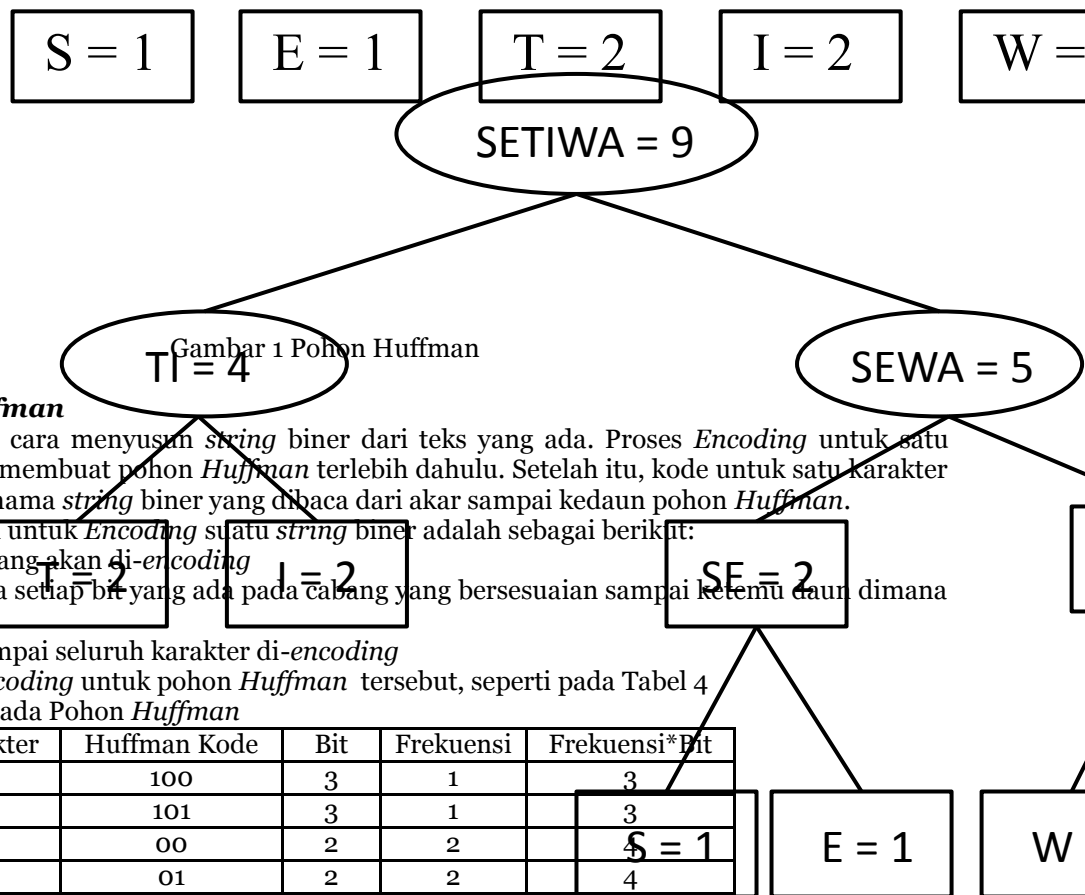 S = 1
E = 1
T = 2
I = 2
W =
SETIWA = 9
TI = 4
SEWA = 5
Gambar 1 Pohon Huffman
fman
cara menyusun string biner dari teks yang ada. Proses Encoding untuk satu
membuat pohon Huffman terlebih dahulu. Setelah itu, kode untuk satu karakter
nama string biner yang dibaca dari akar sampai kedaun pohon Huffman.
untuk Encoding suatu string biner adalah sebagai berikut:
ang akan di-encoding
T = 2
I = 2
SE = 2
a setiap bit yang ada pada cabang yang bersesuaian sampai ketemu daun dimana
mpai seluruh karakter di-encoding
coding untuk pohon Huffman tersebut, seperti pada Tabel 4
ada Pohon Huffman
kter Huffman Kode Bit Frekuensi Frekuensi*Bit
100 3 1 3
101 3 1 3
00 2 2 4
01 2 2 4
S = 1
E = 1
W